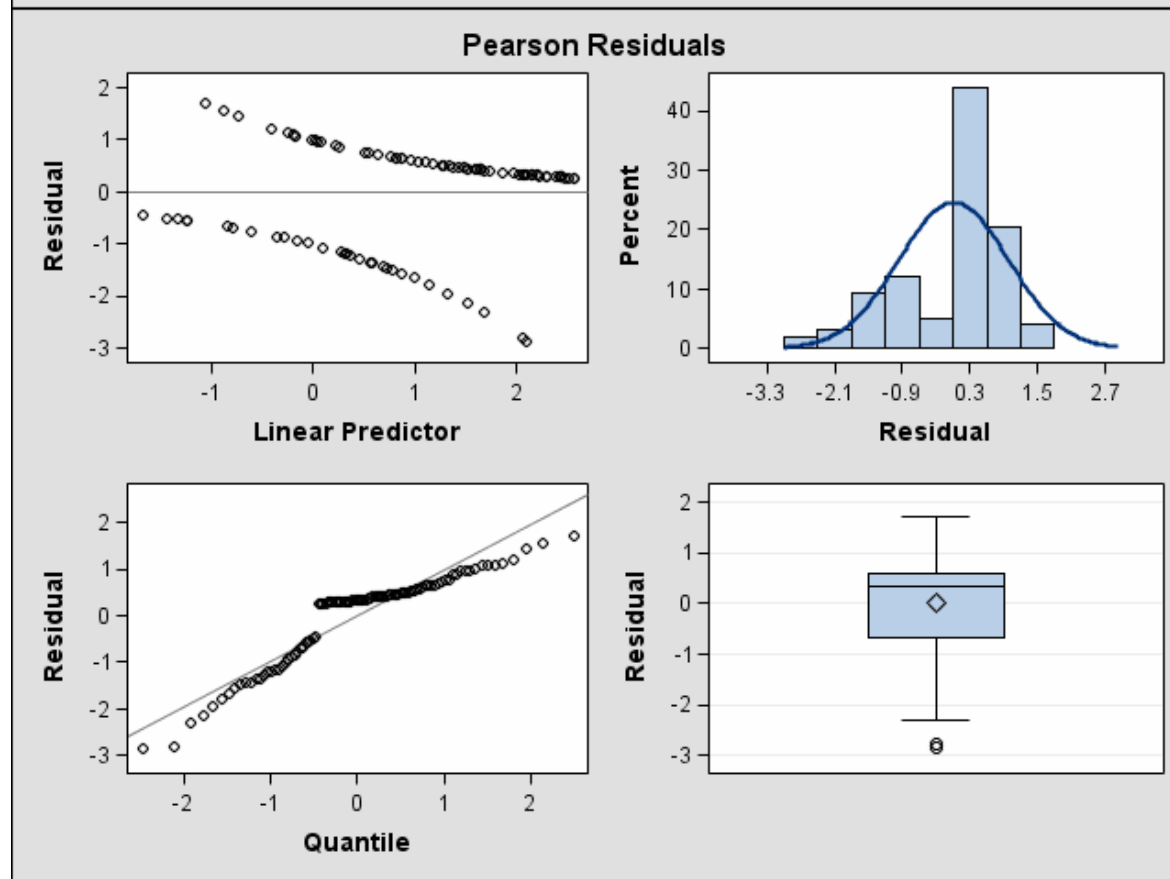 Pearson Residuals
Residual
2
1
0
-1
-2
-3
-1 0 1 2
Linear Predictor
Percent
40
30
20
10
0
-3.3 -2.1 -0.9 0.3 1.5 2.7
Residual
Residual
2
1
0
-1
-2
-3
-2 -1 0 1 2
Quantile
Residual
2
1
0
-1
-2
-3